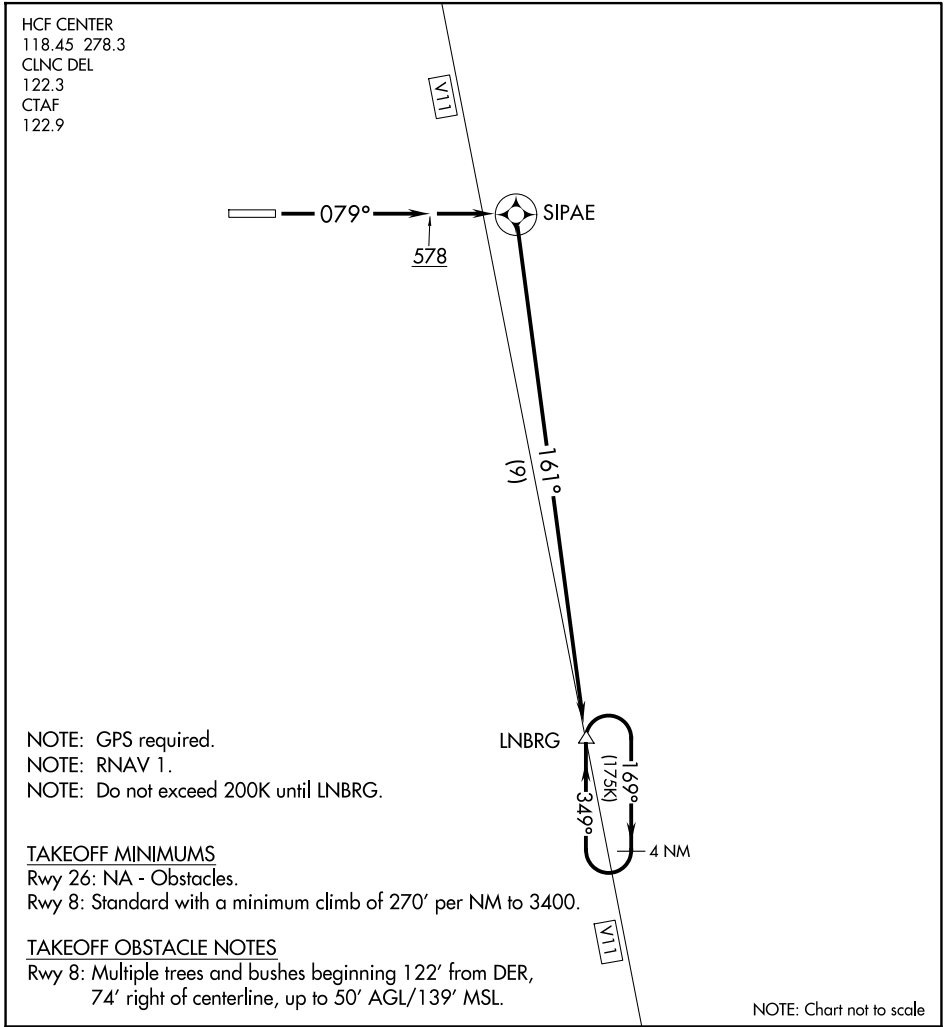 HCF CENTER
118.45 278.3
CLNC DEL
122.3
CTAF
122.9
V11
079°
578
SIPAE
161°
(9)
LNBRG
349°
169°
(175K)
4 NM
V11
NOTE: GPS required.
NOTE: RNAV 1.
NOTE: Do not exceed 200K until LNBRG.
TAKEOFF MINIMUMS
Rwy 26: NA - Obstacles.
Rwy 8: Standard with a minimum climb of 270' per NM to 3400.
TAKEOFF OBSTACLE NOTES
Rwy 8: Multiple trees and bushes beginning 122' from DER,
74' right of centerline, up to 50' AGL/139' MSL.
NOTE: Chart not to scale